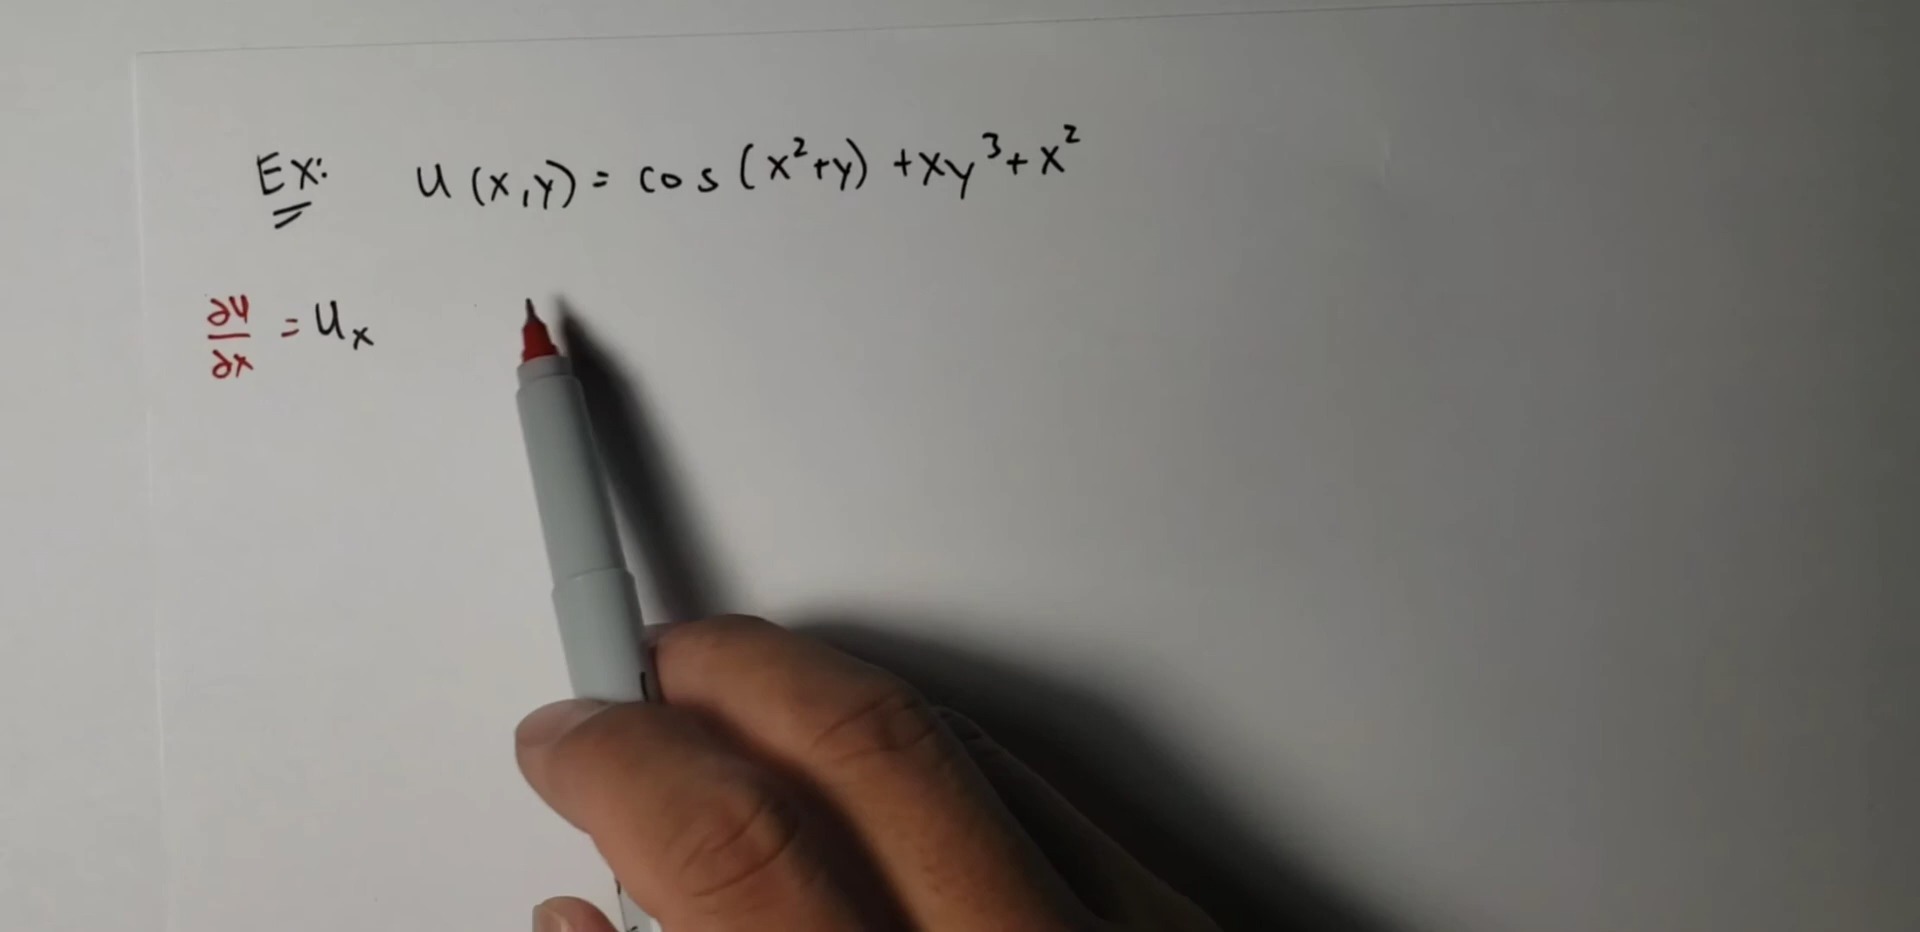 Ex: u(x,y) = cos(x²+y) + xy³ + x²
∂u/∂x = uₓ